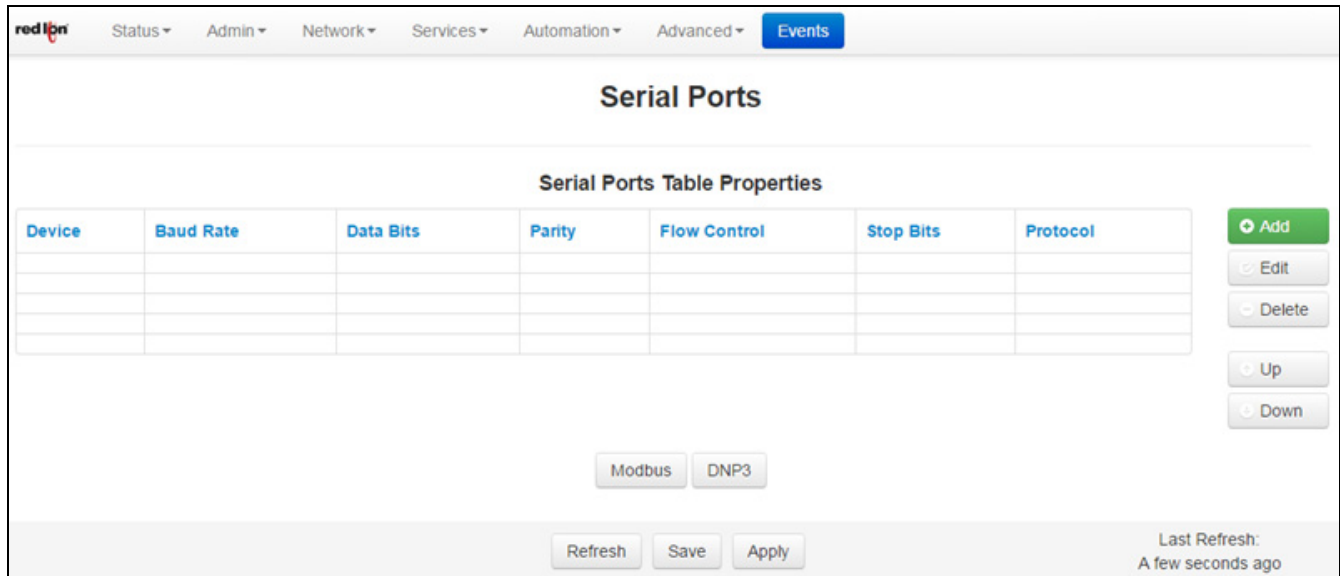 red lion Status Admin Network Services Automation Advanced Events
Serial Ports
Serial Ports Table Properties
Device Baud Rate Data Bits Parity Flow Control Stop Bits Protocol
Add
Edit
Delete
Up
Down
Modbus DNP3
Refresh Save Apply
Last Refresh:
A few seconds ago